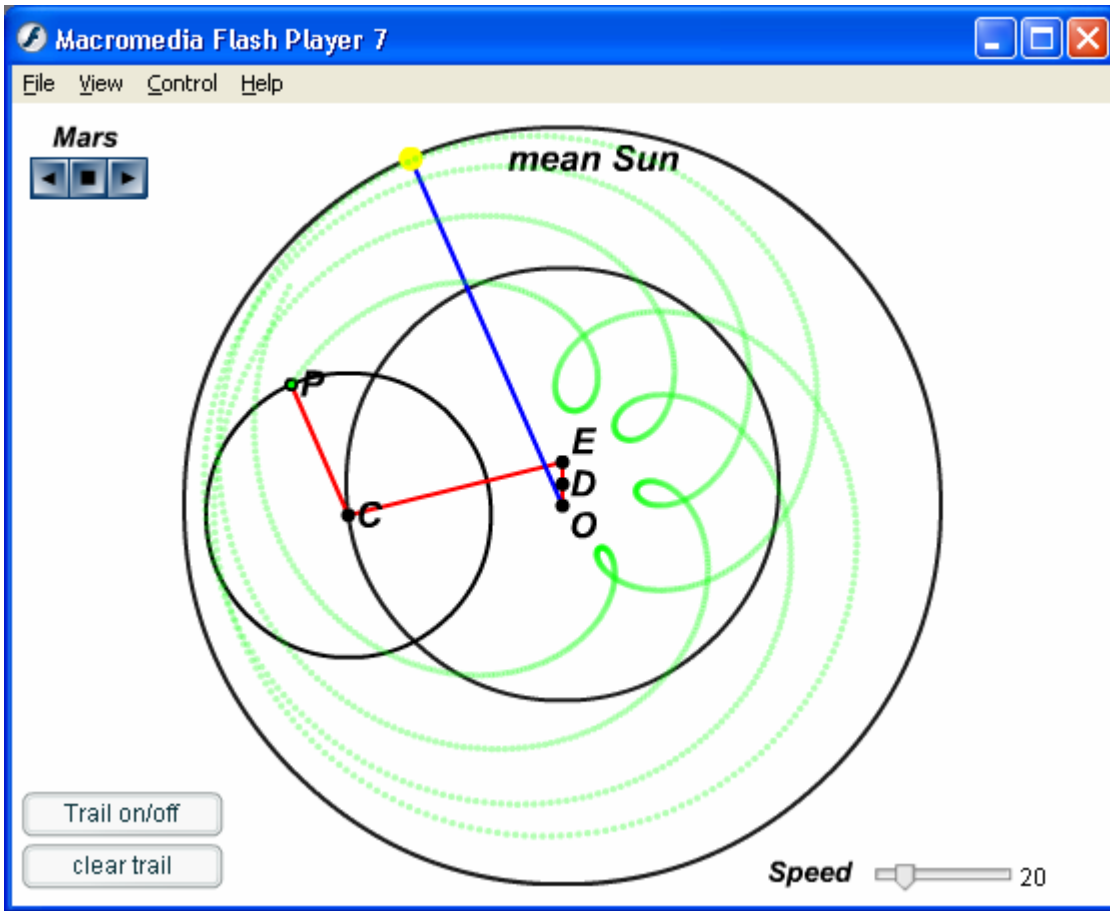 Macromedia Flash Player 7
File View Control Help
Mars
mean Sun
P
E
D
C
O
Trail on/off
clear trail
Speed 20